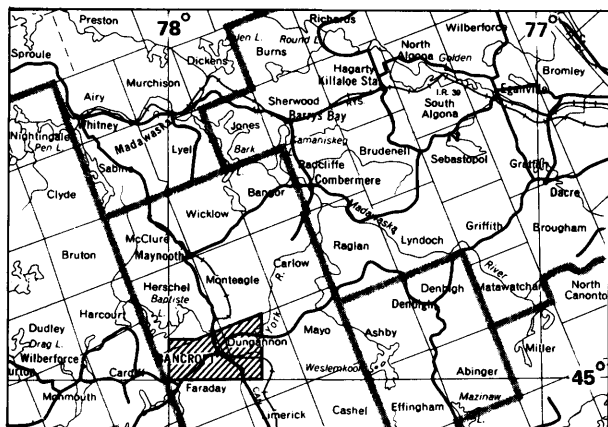 78
77
Preston
Richards
Wilberforce
Sproule
Round L.
Burns
North
Algona
Golden
Dickens
Hagarty
Killaloe Sta.
Bromley
Murchison
Airy
I.R. 39
Eganville
Sherwood
South
Algona
Barrys Bay
Whitney
Madawaska
Jones
Nightingale
Pen L.
Lyell
Bark
Kamaniskeg
Brudenell
Sebastopol
Grattan
Sabine
Radcliffe
Combermere
Dacre
Clyde
Bangor
Wicklow
Madawaska
Griffith
Brougham
Lyndoch
McClure
Maynooth
Raglan
Bruton
River
Monteagle
Carlow
Herschel
Baptiste
L.
Denbigh
Matawatchan
North
Canonto
Denbigh
York R.
Harcourt
Dudley
Drag L.
Dungannon
Mayo
Ashby
Miller
Wilberforce
BANCROFT
Weslemkoon
Abinger
Cardiff
45
Monmouth
Faraday
CAN
Limerick
Cashel
Effingham
Mazinaw
L.